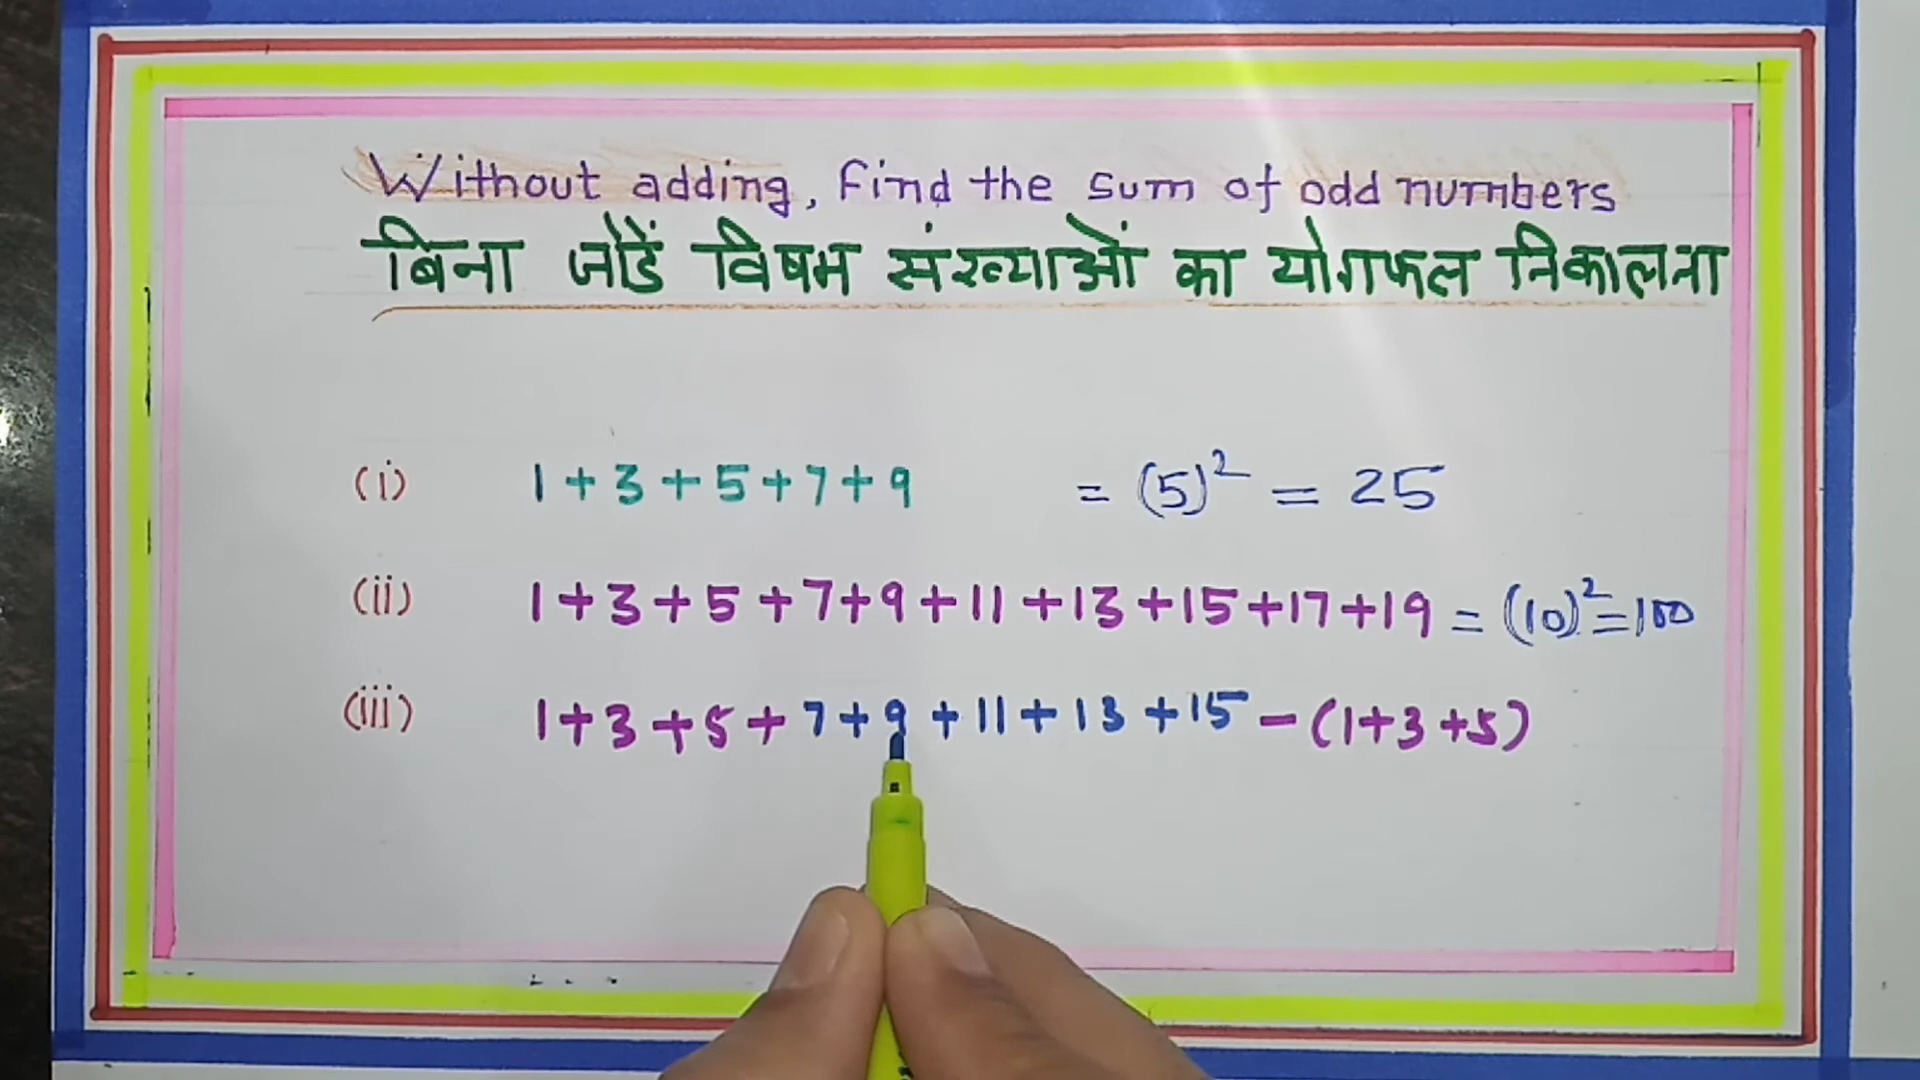 Without adding, Find the sum of odd numbers
बिना जोडें विषम संख्याओं का योगफल निकालना
(i) 1+3+5+7+9 = (5)² = 25
(ii) 1+3+5+7+9+11+13+15+17+19 = (10)² = 100
(iii) 1+3+5+7+9+11+13+15-(1+3+5)